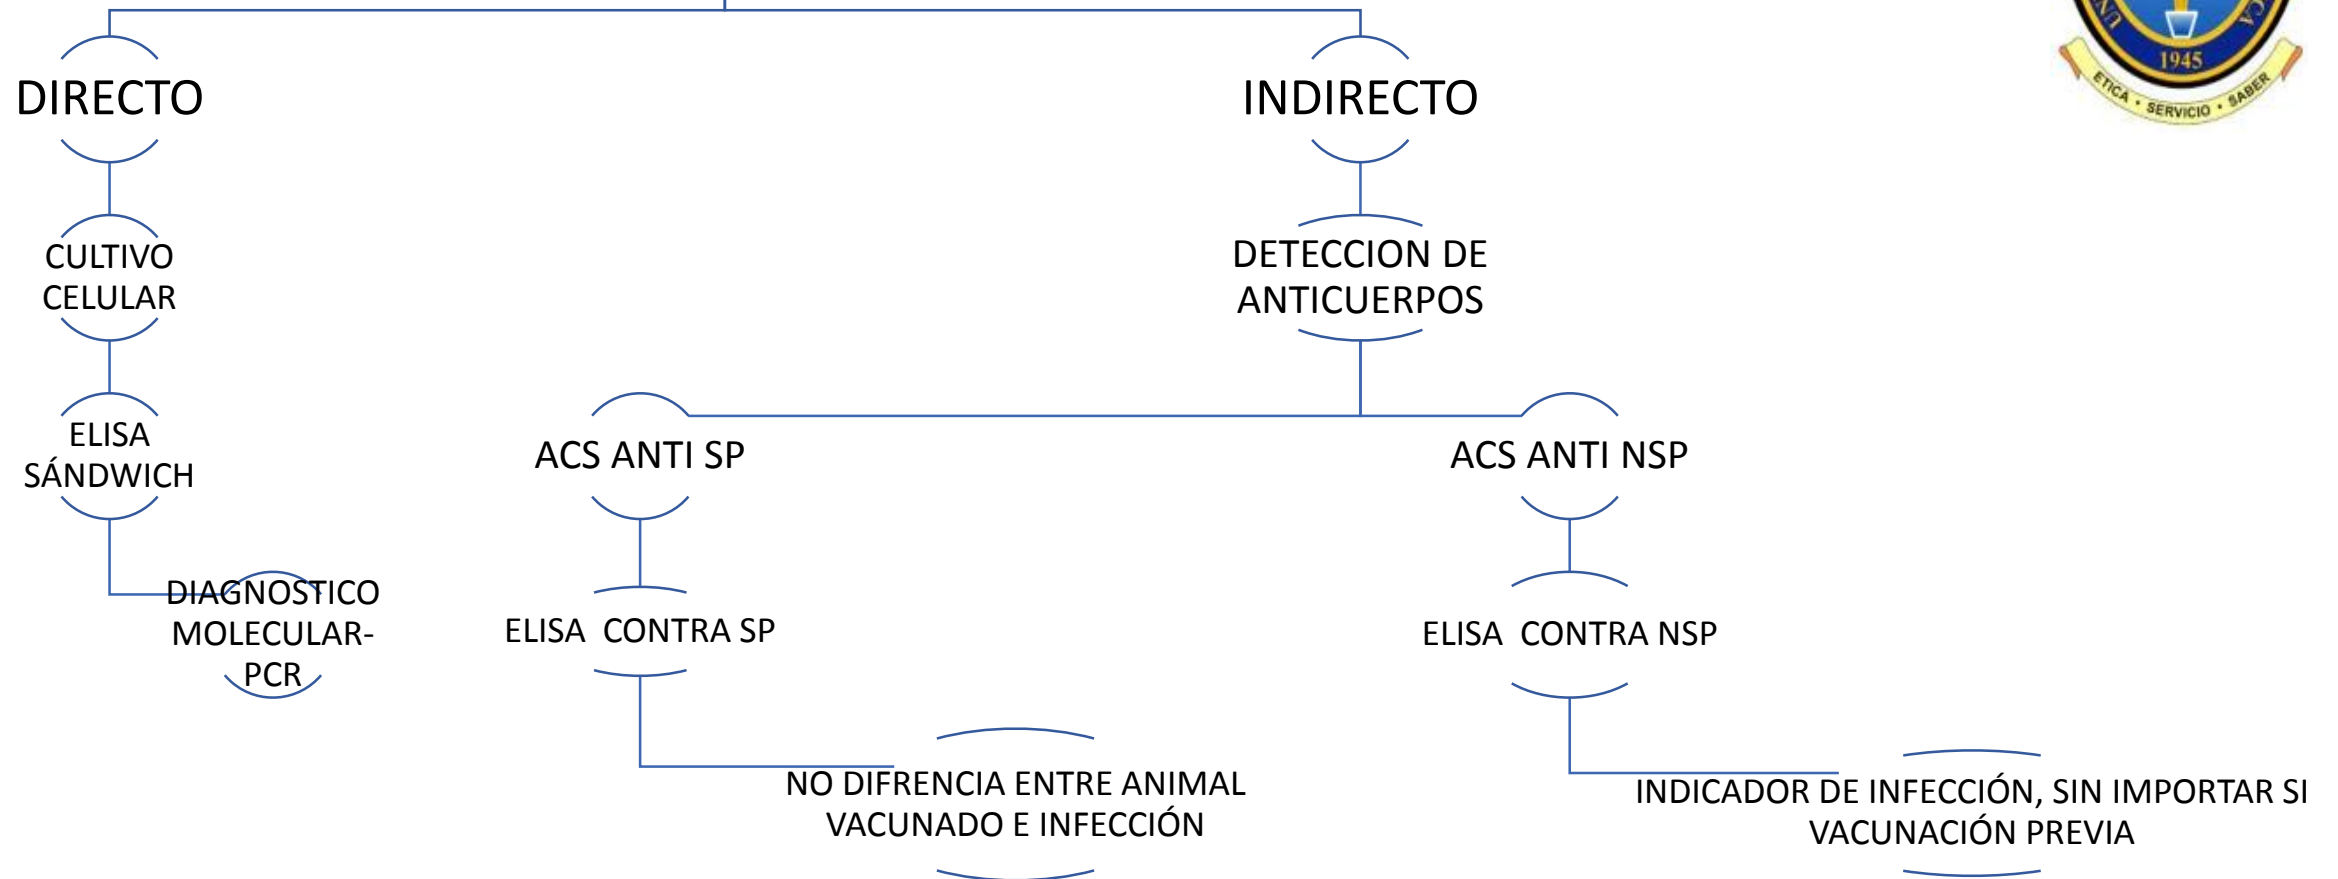 DIRECTO
INDIRECTO
UN
CA
1945
ETICA • SERVICIO • SABER
CULTIVO
CELULAR
DETECCION DE
ANTICUERPOS
ELISA
SÁNDWICH
ACS ANTI SP
ACS ANTI NSP
DIAGNOSTICO
MOLECULAR-
PCR
ELISA  CONTRA SP
ELISA  CONTRA NSP
NO DIFRENCIA ENTRE ANIMAL
VACUNADO E INFECCIÓN
INDICADOR DE INFECCIÓN, SIN IMPORTAR SI
VACUNACIÓN PREVIA